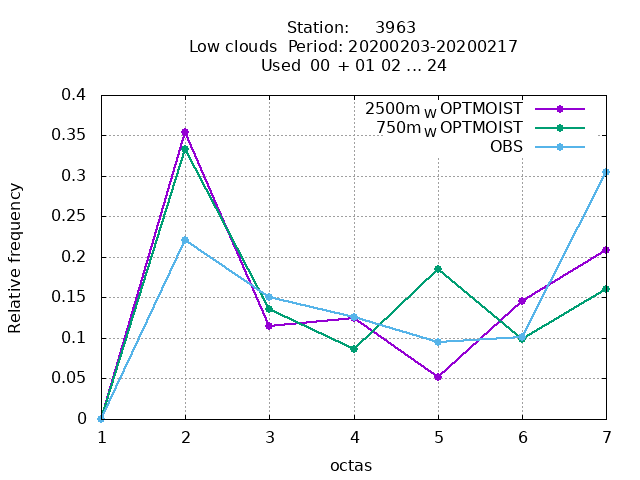 Station: 3963
Low clouds Period: 20200203-20200217
Used 00 + 01 02 ... 24
2500m W OPTMOIST
750m W OPTMOIST
OBS
Relative frequency
0.4
0.35
0.3
0.25
0.2
0.15
0.1
0.05
0
1 2 3 4 5 6 7
octas